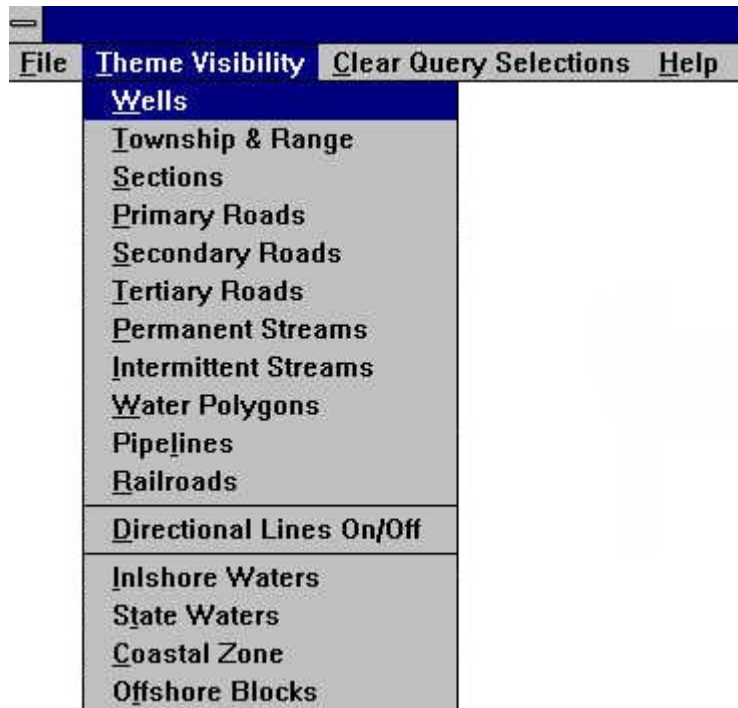 File Theme Visibility Clear Query Selections Help
Wells
Township & Range
Sections
Primary Roads
Secondary Roads
Tertiary Roads
Permanent Streams
Intermittent Streams
Water Polygons
Pipelines
Railroads
Directional Lines On/Off
Inlshore Waters
State Waters
Coastal Zone
Offshore Blocks